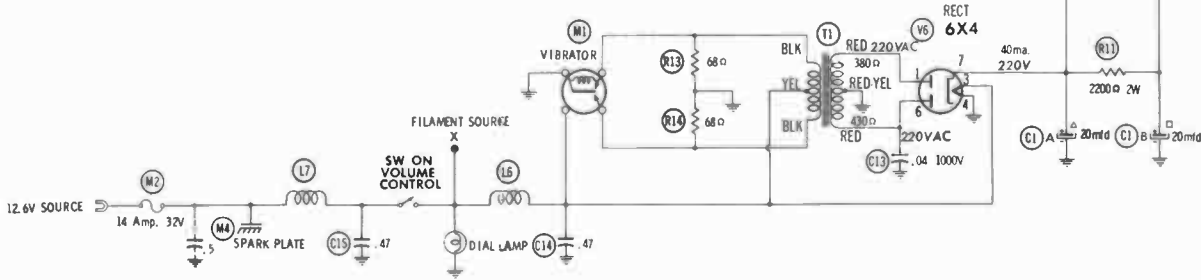 RECT
6X4
M1
VIBRATOR
BLK
T1
RED 220VAC
V6
380Ω
1
7
40ma.
220V
R11
R13
68Ω
YEL
RED-YEL
3
2200Ω 2W
4
R14
68Ω
6
430Ω
BLK
RED
220VAC
C1 A
20mfd
C1 B
20mfd
FILAMENT SOURCE
X
C13
.04 1000V
SW ON
VOLUME
CONTROL
M2
L7
L6
12.6V SOURCE
14 Amp. 32V
M4
SPARK PLATE
.5
C15
.47
DIAL LAMP
C14
.47